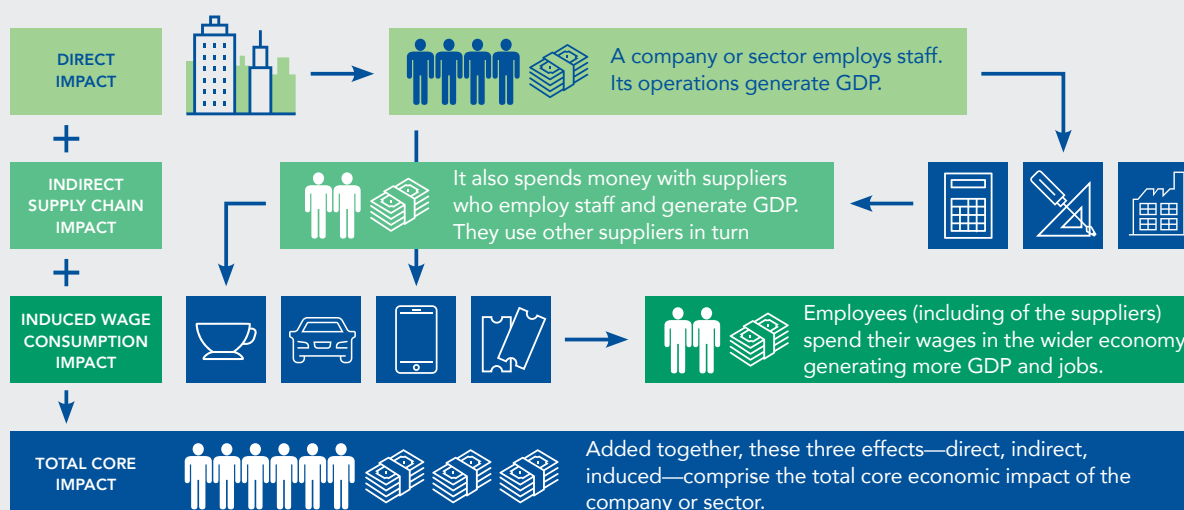 DIRECT
IMPACT
A company or sector employs staff.
Its operations generate GDP.
+
INDIRECT
SUPPLY CHAIN
IMPACT
It also spends money with suppliers
who employ staff and generate GDP.
They use other suppliers in turn
+
INDUCED WAGE
CONSUMPTION
IMPACT
Employees (including of the suppliers)
spend their wages in the wider economy
generating more GDP and jobs.
TOTAL CORE
IMPACT
Added together, these three effects—direct, indirect,
induced—comprise the total core economic impact of the
company or sector.